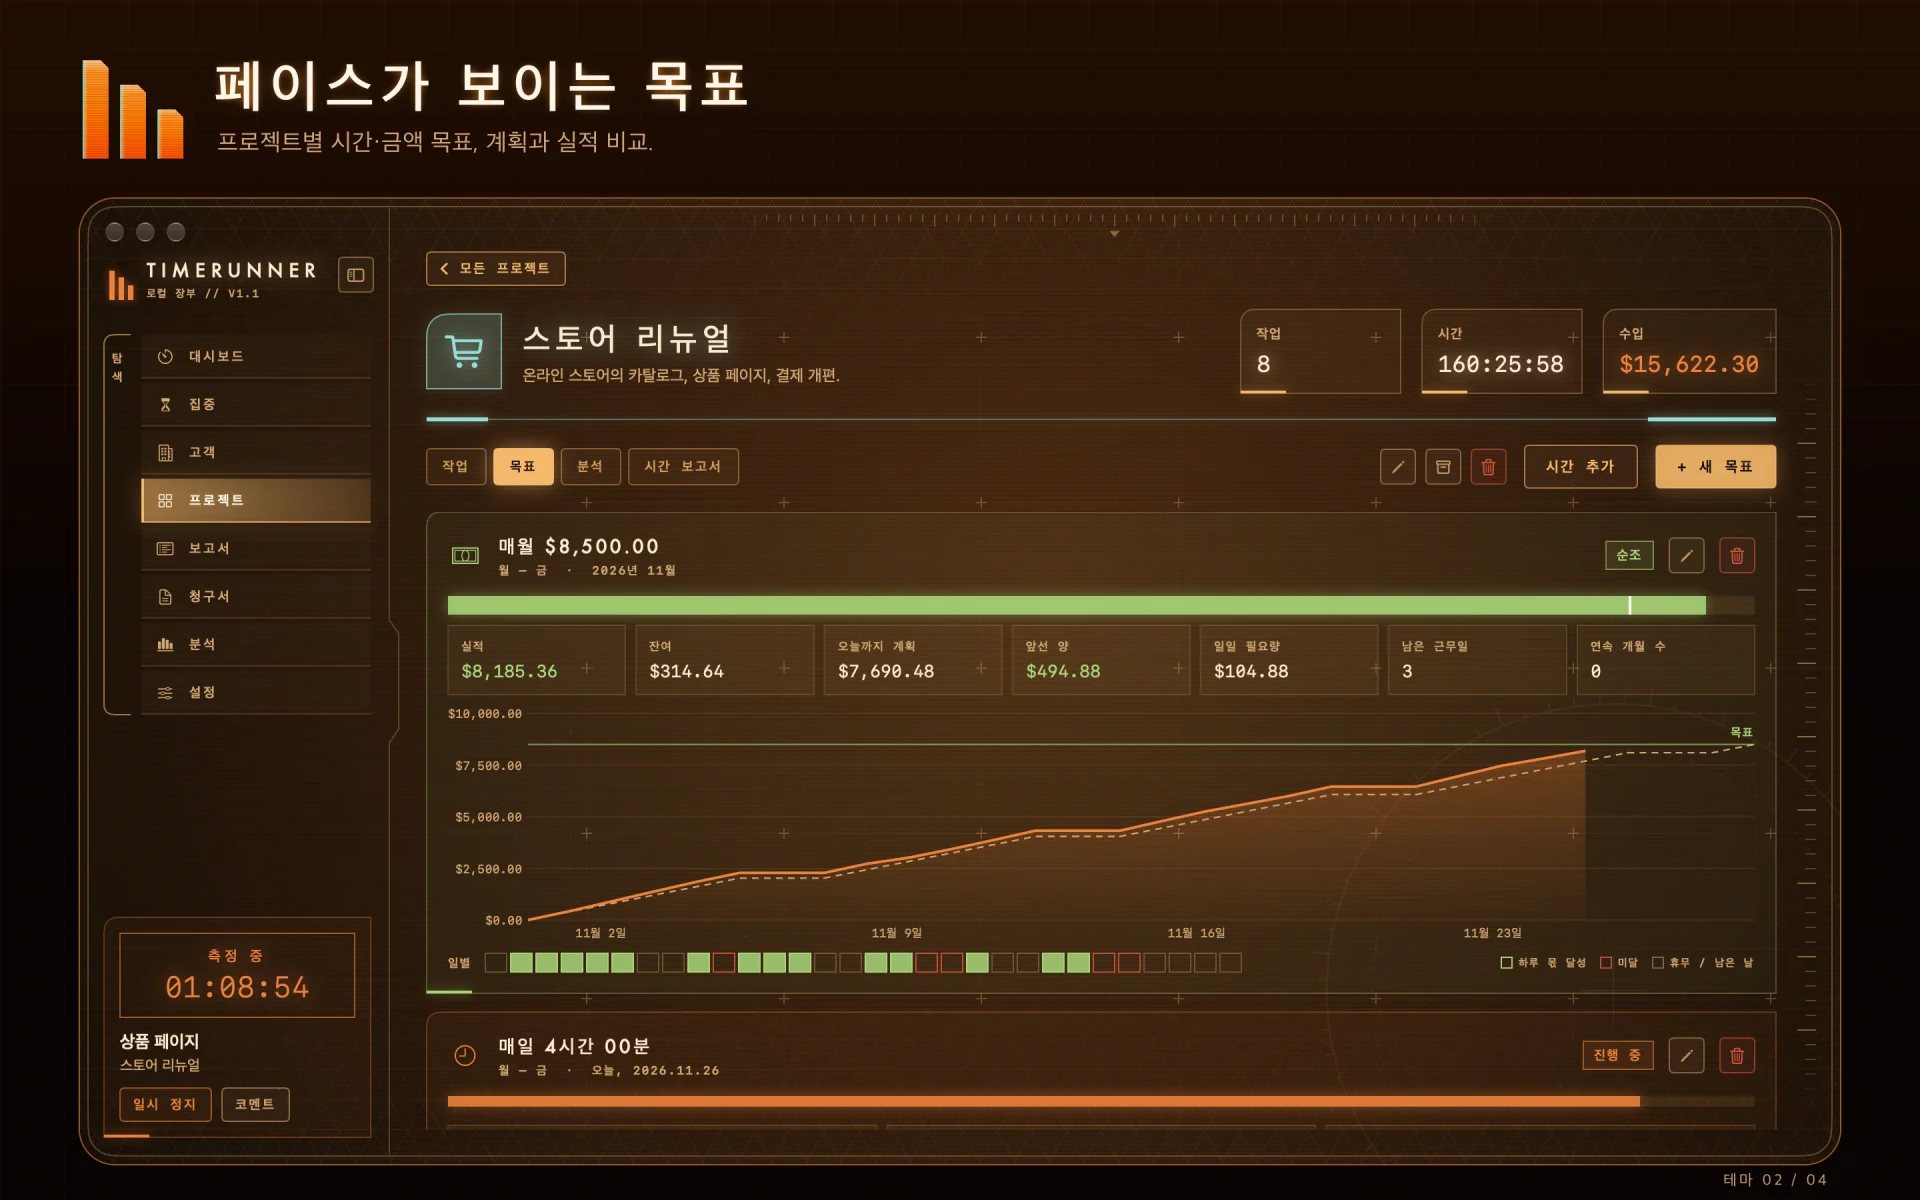 페이스가 보이는 목표
프로젝트별 시간·금액 목표, 계획과 실적 비교.
TIMERUNNER
로컬 장부 // V1.1
탐색
대시보드
집중
고객
프로젝트
보고서
청구서
분석
설정
측정 중
01:08:54
상품 페이지
스토어 리뉴얼
일시 정지
코멘트
모든 프로젝트
스토어 리뉴얼
온라인 스토어의 카탈로그, 상품 페이지, 결제 개편.
작업
8
시간
160:25:58
수입
$15,622.30
작업
목표
분석
시간 보고서
시간 추가
+ 새 목표
매월 $8,500.00
월 – 금 · 2026년 11월
순조
실적
$8,185.36
잔여
$314.64
오늘까지 계획
$7,690.48
앞선 양
$494.88
일일 필요량
$104.88
남은 근무일
3
연속 개월 수
0
$10,000.00
$7,500.00
$5,000.00
$2,500.00
$0.00
목표
11월 2일
11월 9일
11월 16일
11월 23일
일별
하루 몫 달성
미달
휴무 / 남은 날
매일 4시간 00분
월 – 금 · 오늘, 2026.11.26
진행 중
테마 02 / 04